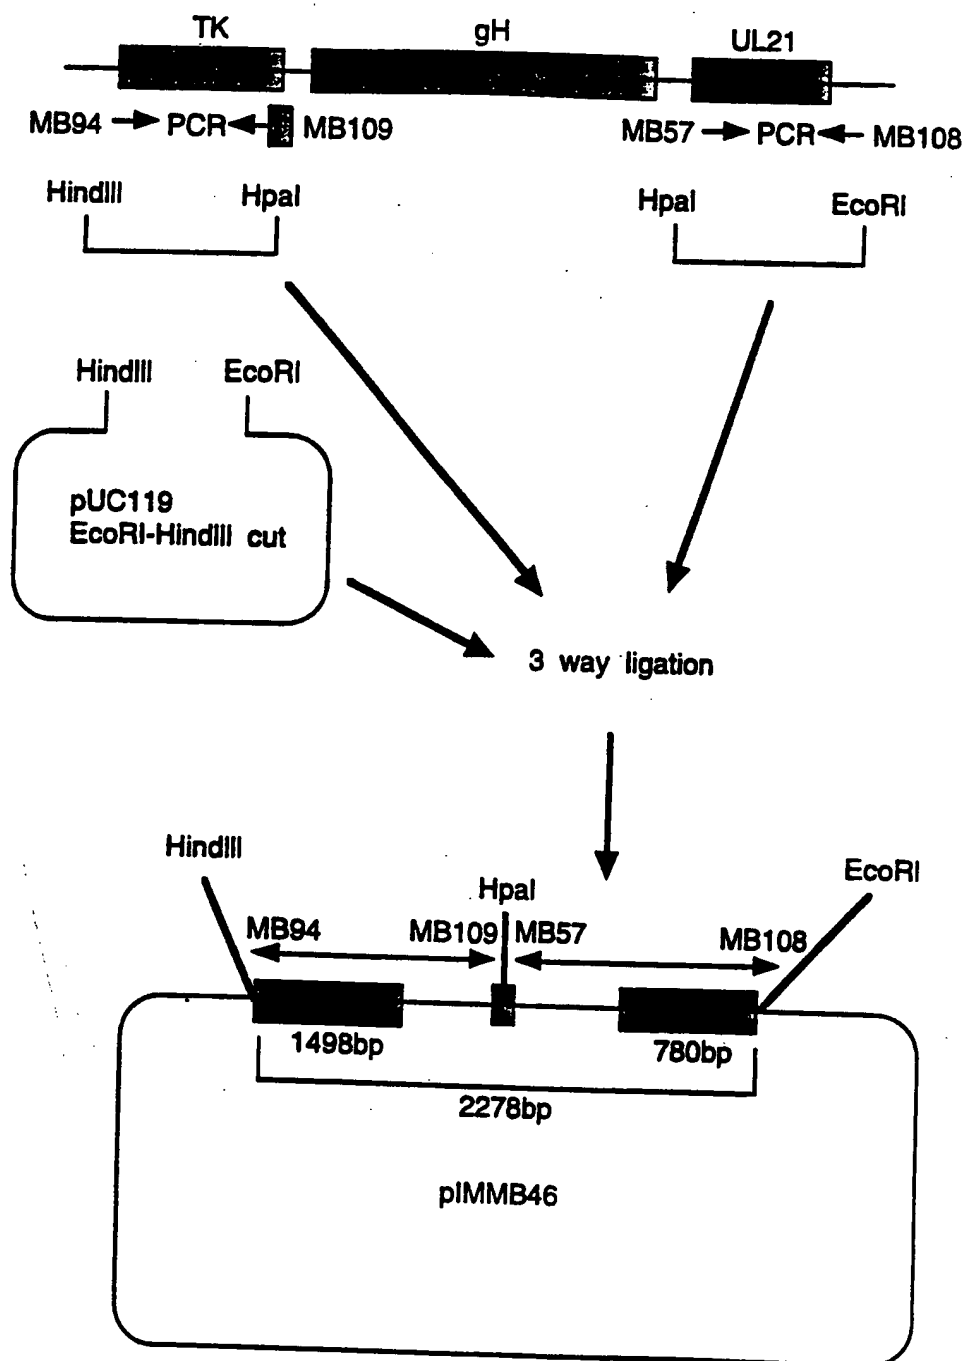 TK gH UL21
MB94 PCR MB109 MB57 PCR MB108
HindIII HpaI HpaI EcoRI
HindIII EcoRI
pUC119
EcoRI-HindIII cut
3 way ligation
HindIII EcoRI
HpaI
MB94 MB109 MB57 MB108
1498bp 780bp
2278bp
pIMMB46